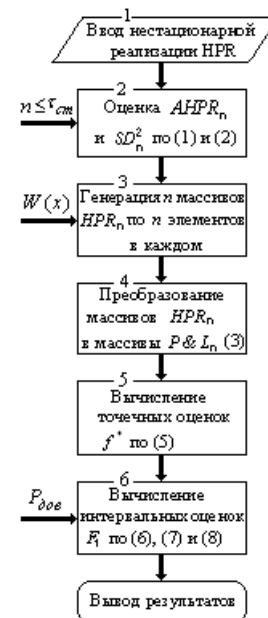 1
Ввод нестационарной
реализации HPR
n ≤ τ_ст
2
Оценка AHPR_n
и SD_n^2 по (1) и (2)
W(x)
3
Генерация n массивов
HPR_n по n элементов
в каждом
4
Преобразование
массивов HPR_n
в массивы P & L_n (3)
5
Вычисление
точечных оценок
f^* по (5)
P_дов
6
Вычисление
интервальных оценок
F_i по (6), (7) и (8)
Вывод результатов